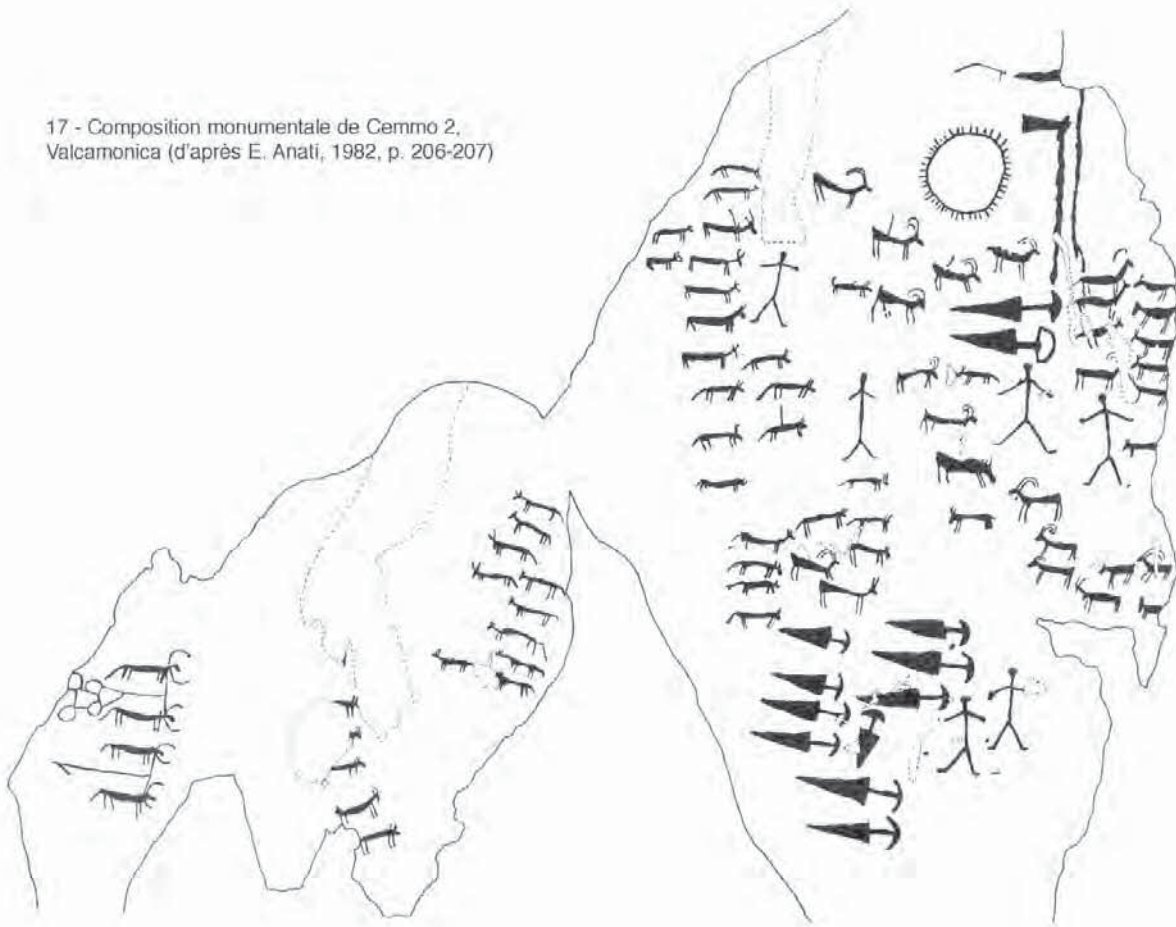 17 - Composition monumentale de Cemmo 2,
Valcamonica (d'après E. Anati, 1982, p. 206-207)